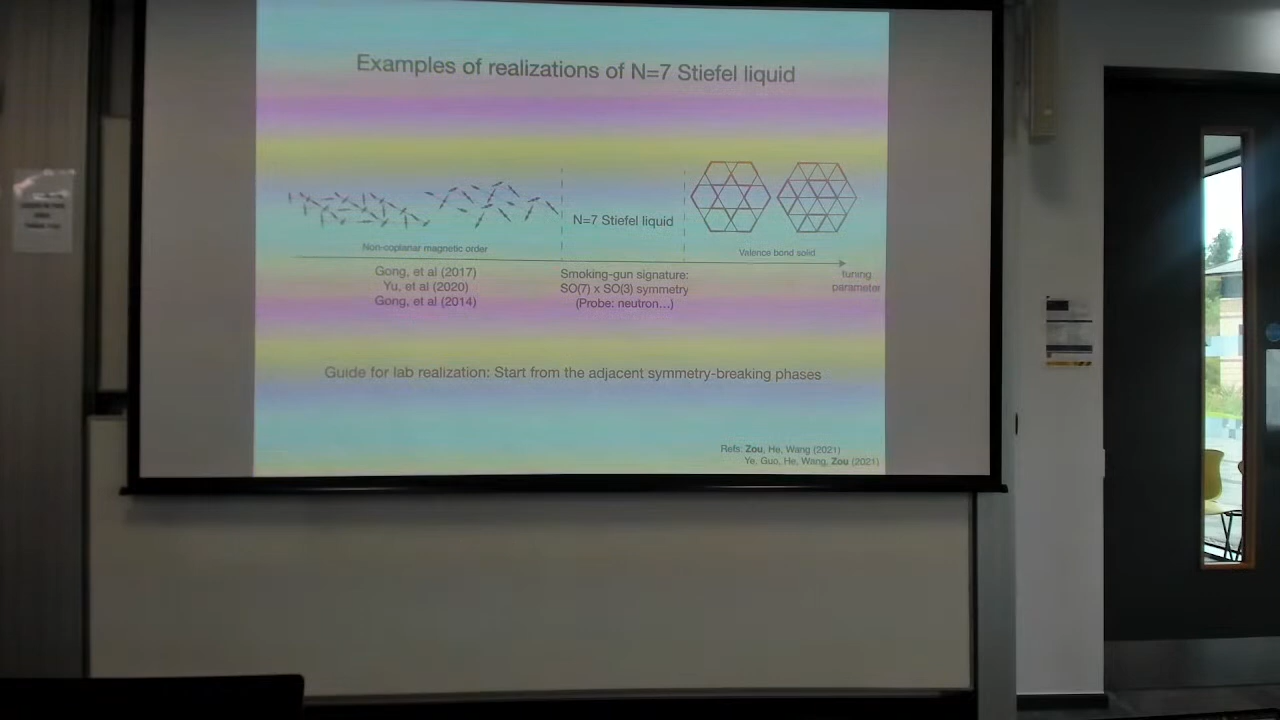 Examples of realizations of N=7 Stiefel liquid
N=7 Stiefel liquid
Non-coplanar magnetic order
Valence bond solid
Gong, et al (2017)
Yu, et al (2020)
Gong, et al (2014)
Smoking-gun signature:
SO(7) x SO(3) symmetry
(Probe: neutron...)
tuning
parameter
Guide for lab realization: Start from the adjacent symmetry-breaking phases
Refs: Zou, He, Wang (2021)
Ye, Guo, He, Wang, Zou (2021)